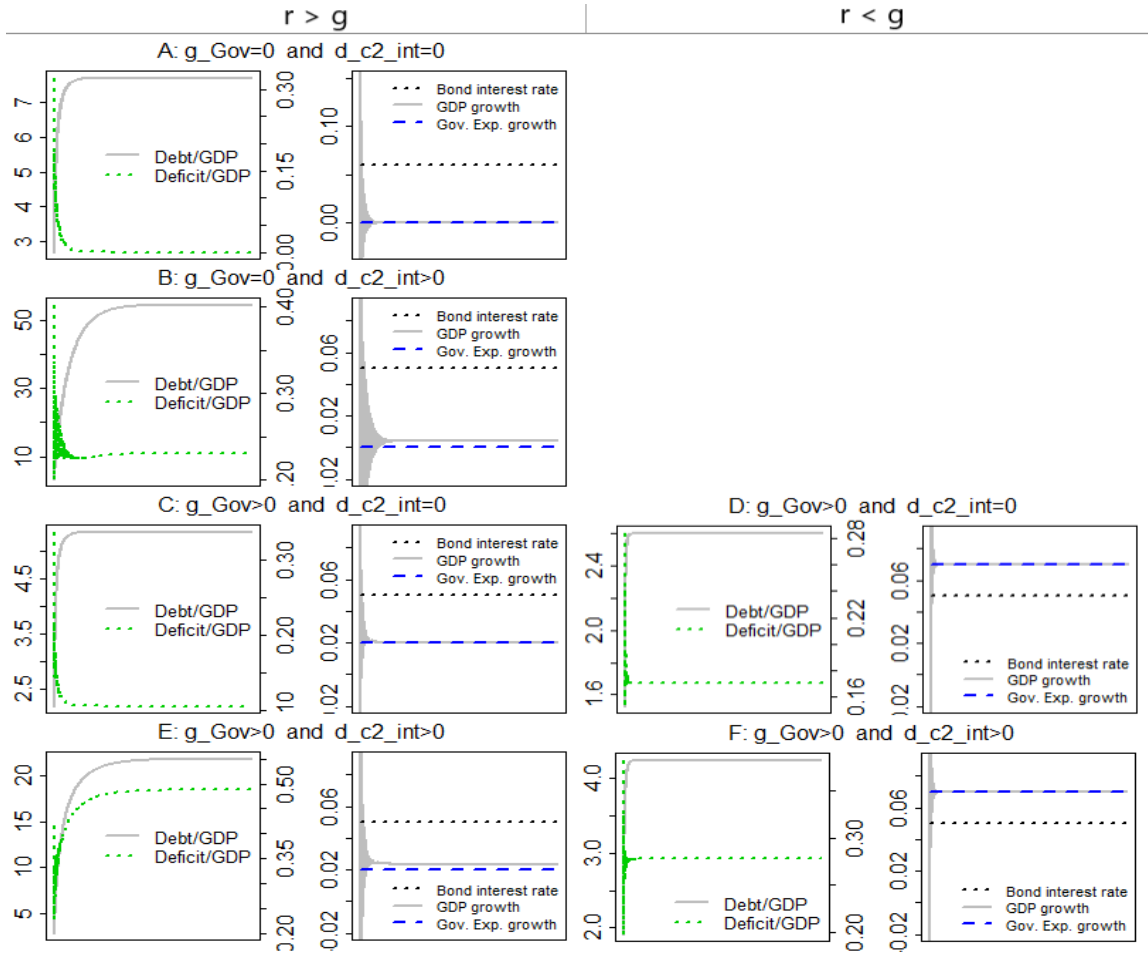 r > g
r < g
A: g_Gov=0 and d_c2_int=0
7
6
5
4
3
Debt/GDP
Deficit/GDP
0.30
0.15
0.00
0.10
0.00
Bond interest rate
GDP growth
Gov. Exp. growth
B: g_Gov=0 and d_c2_int>0
50
30
10
Debt/GDP
Deficit/GDP
0.40
0.30
0.20
0.06
0.02
Bond interest rate
GDP growth
Gov. Exp. growth
C: g_Gov>0 and d_c2_int=0
4.5
3.5
2.5
Debt/GDP
Deficit/GDP
0.30
0.20
0.06
0.02
Bond interest rate
GDP growth
Gov. Exp. growth
D: g_Gov>0 and d_c2_int=0
2.4
2.0
1.6
Debt/GDP
Deficit/GDP
0.28
0.22
0.16
0.06
0.02
Bond interest rate
GDP growth
Gov. Exp. growth
E: g_Gov>0 and d_c2_int>0
20
15
10
5
Debt/GDP
Deficit/GDP
0.50
0.35
0.20
0.06
0.02
Bond interest rate
GDP growth
Gov. Exp. growth
F: g_Gov>0 and d_c2_int>0
4.0
3.0
2.0
Debt/GDP
Deficit/GDP
0.30
0.20
0.06
0.02
Bond interest rate
GDP growth
Gov. Exp. growth